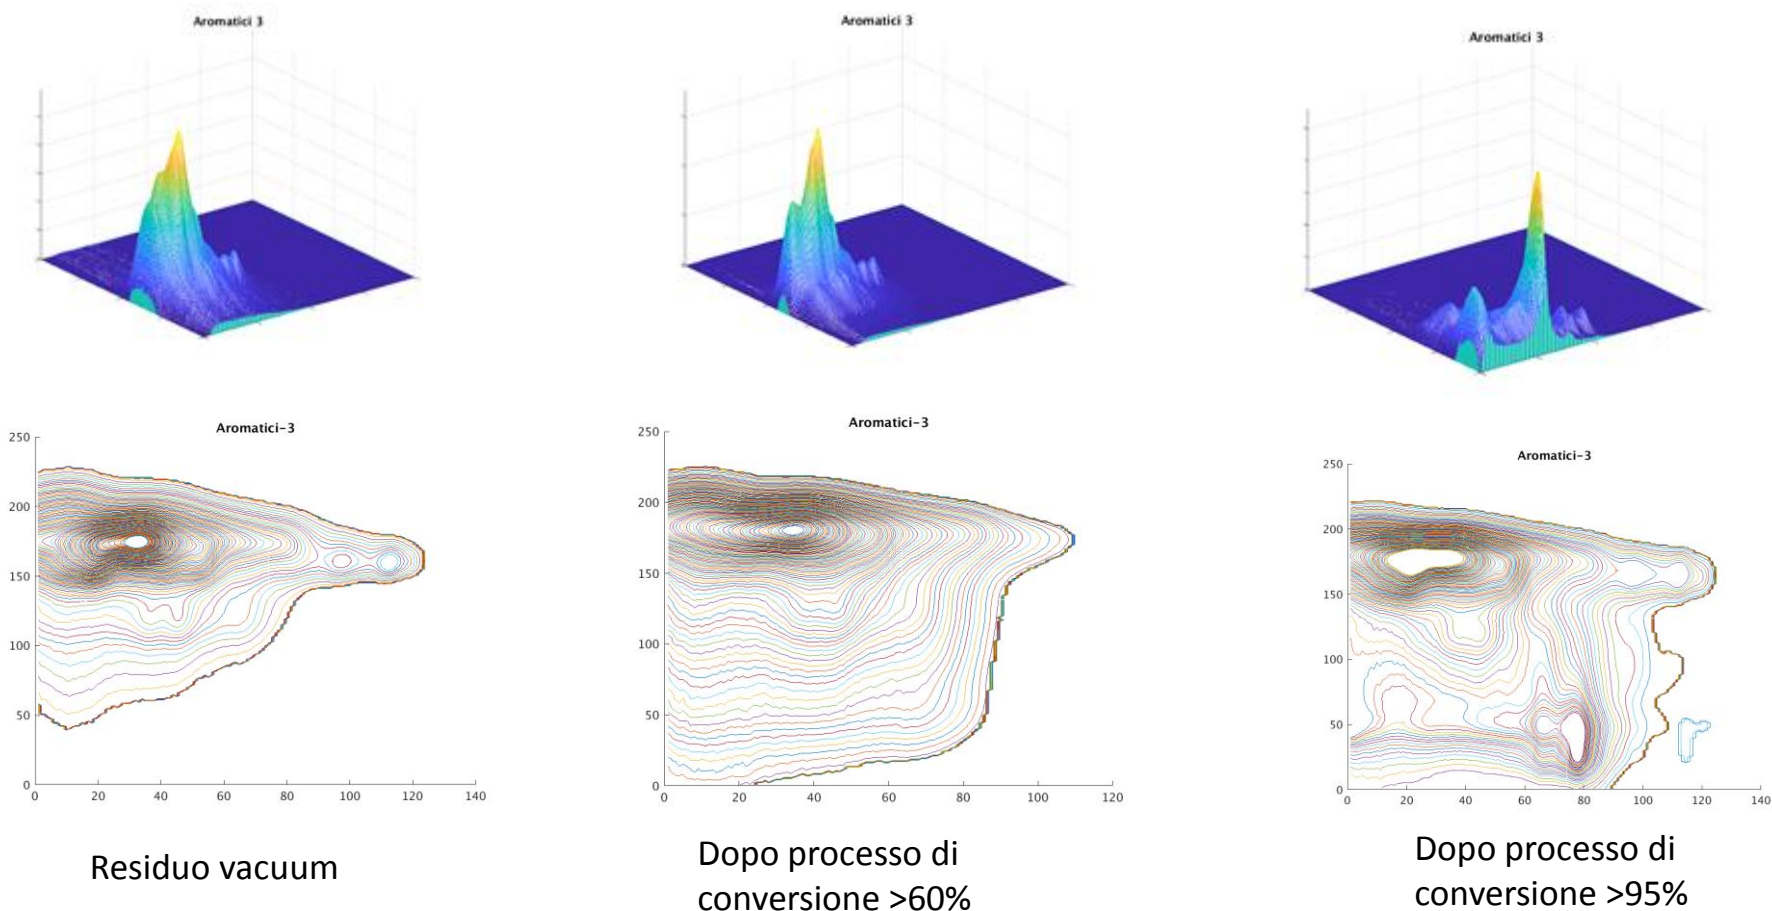 Aromatici 3
Aromatici 3
Aromatici 3
Aromatici-3
250
200
150
100
50
0
0 20 40 60 80 100 120 140
Aromatici-3
250
200
150
100
50
0
0 20 40 60 80 100 120
Aromatici-3
250
200
150
100
50
0
0 20 40 60 80 100 120 140
Residuo vacuum
Dopo processo di
conversione >60%
Dopo processo di
conversione >95%